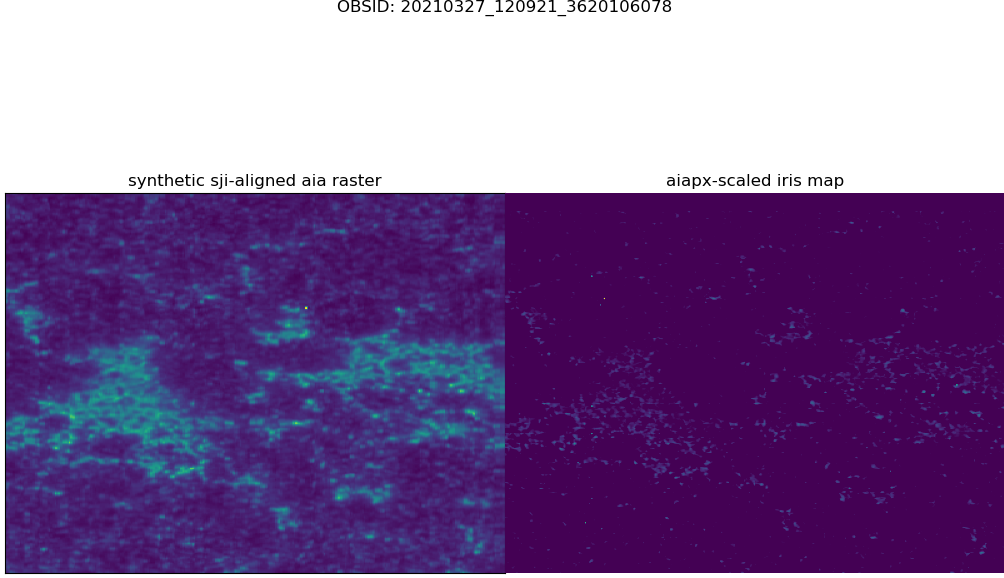 OBSID: 20210327_120921_3620106078
synthetic sji-aligned aia raster
aiapx-scaled iris map